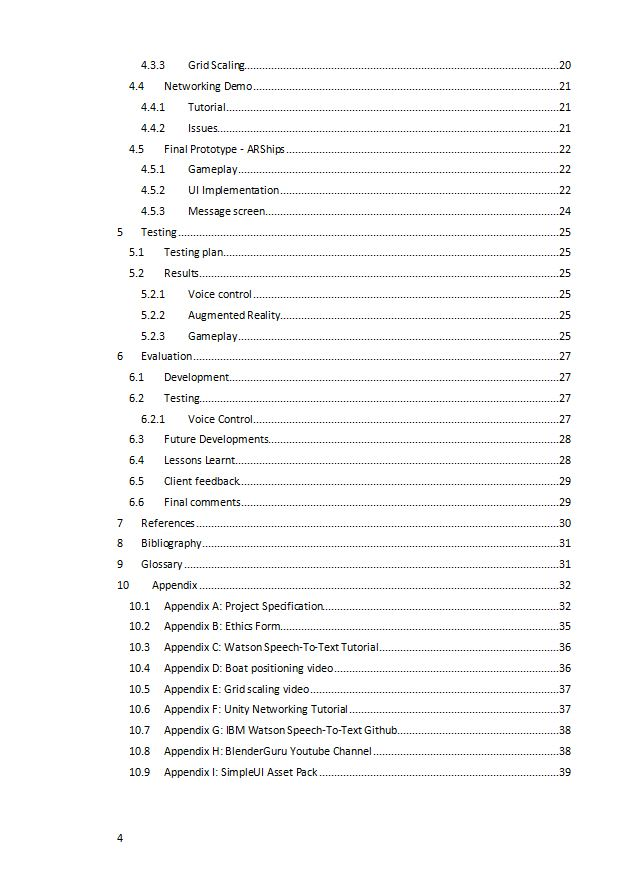 4.3.3 Grid Scaling....................20
4.4 Networking Demo....................21
4.4.1 Tutorial....................21
4.4.2 Issues....................21
4.5 Final Prototype - ARShips....................22
4.5.1 Gameplay....................22
4.5.2 UI Implementation....................22
4.5.3 Message screen....................24
5 Testing....................25
5.1 Testing plan....................25
5.2 Results....................25
5.2.1 Voice control....................25
5.2.2 Augmented Reality....................25
5.2.3 Gameplay....................25
6 Evaluation....................27
6.1 Development....................27
6.2 Testing....................27
6.2.1 Voice Control....................27
6.3 Future Developments....................28
6.4 Lessons Learnt....................28
6.5 Client feedback....................29
6.6 Final comments....................29
7 References....................30
8 Bibliography....................31
9 Glossary....................31
10 Appendix....................32
10.1 Appendix A: Project Specification....................32
10.2 Appendix B: Ethics Form....................35
10.3 Appendix C: Watson Speech-To-Text Tutorial....................36
10.4 Appendix D: Boat positioning video....................36
10.5 Appendix E: Grid scaling video....................37
10.6 Appendix F: Unity Networking Tutorial....................37
10.7 Appendix G: IBM Watson Speech-To-Text Github....................38
10.8 Appendix H: BlenderGuru Youtube Channel....................38
10.9 Appendix I: SimpleUI Asset Pack....................39
4